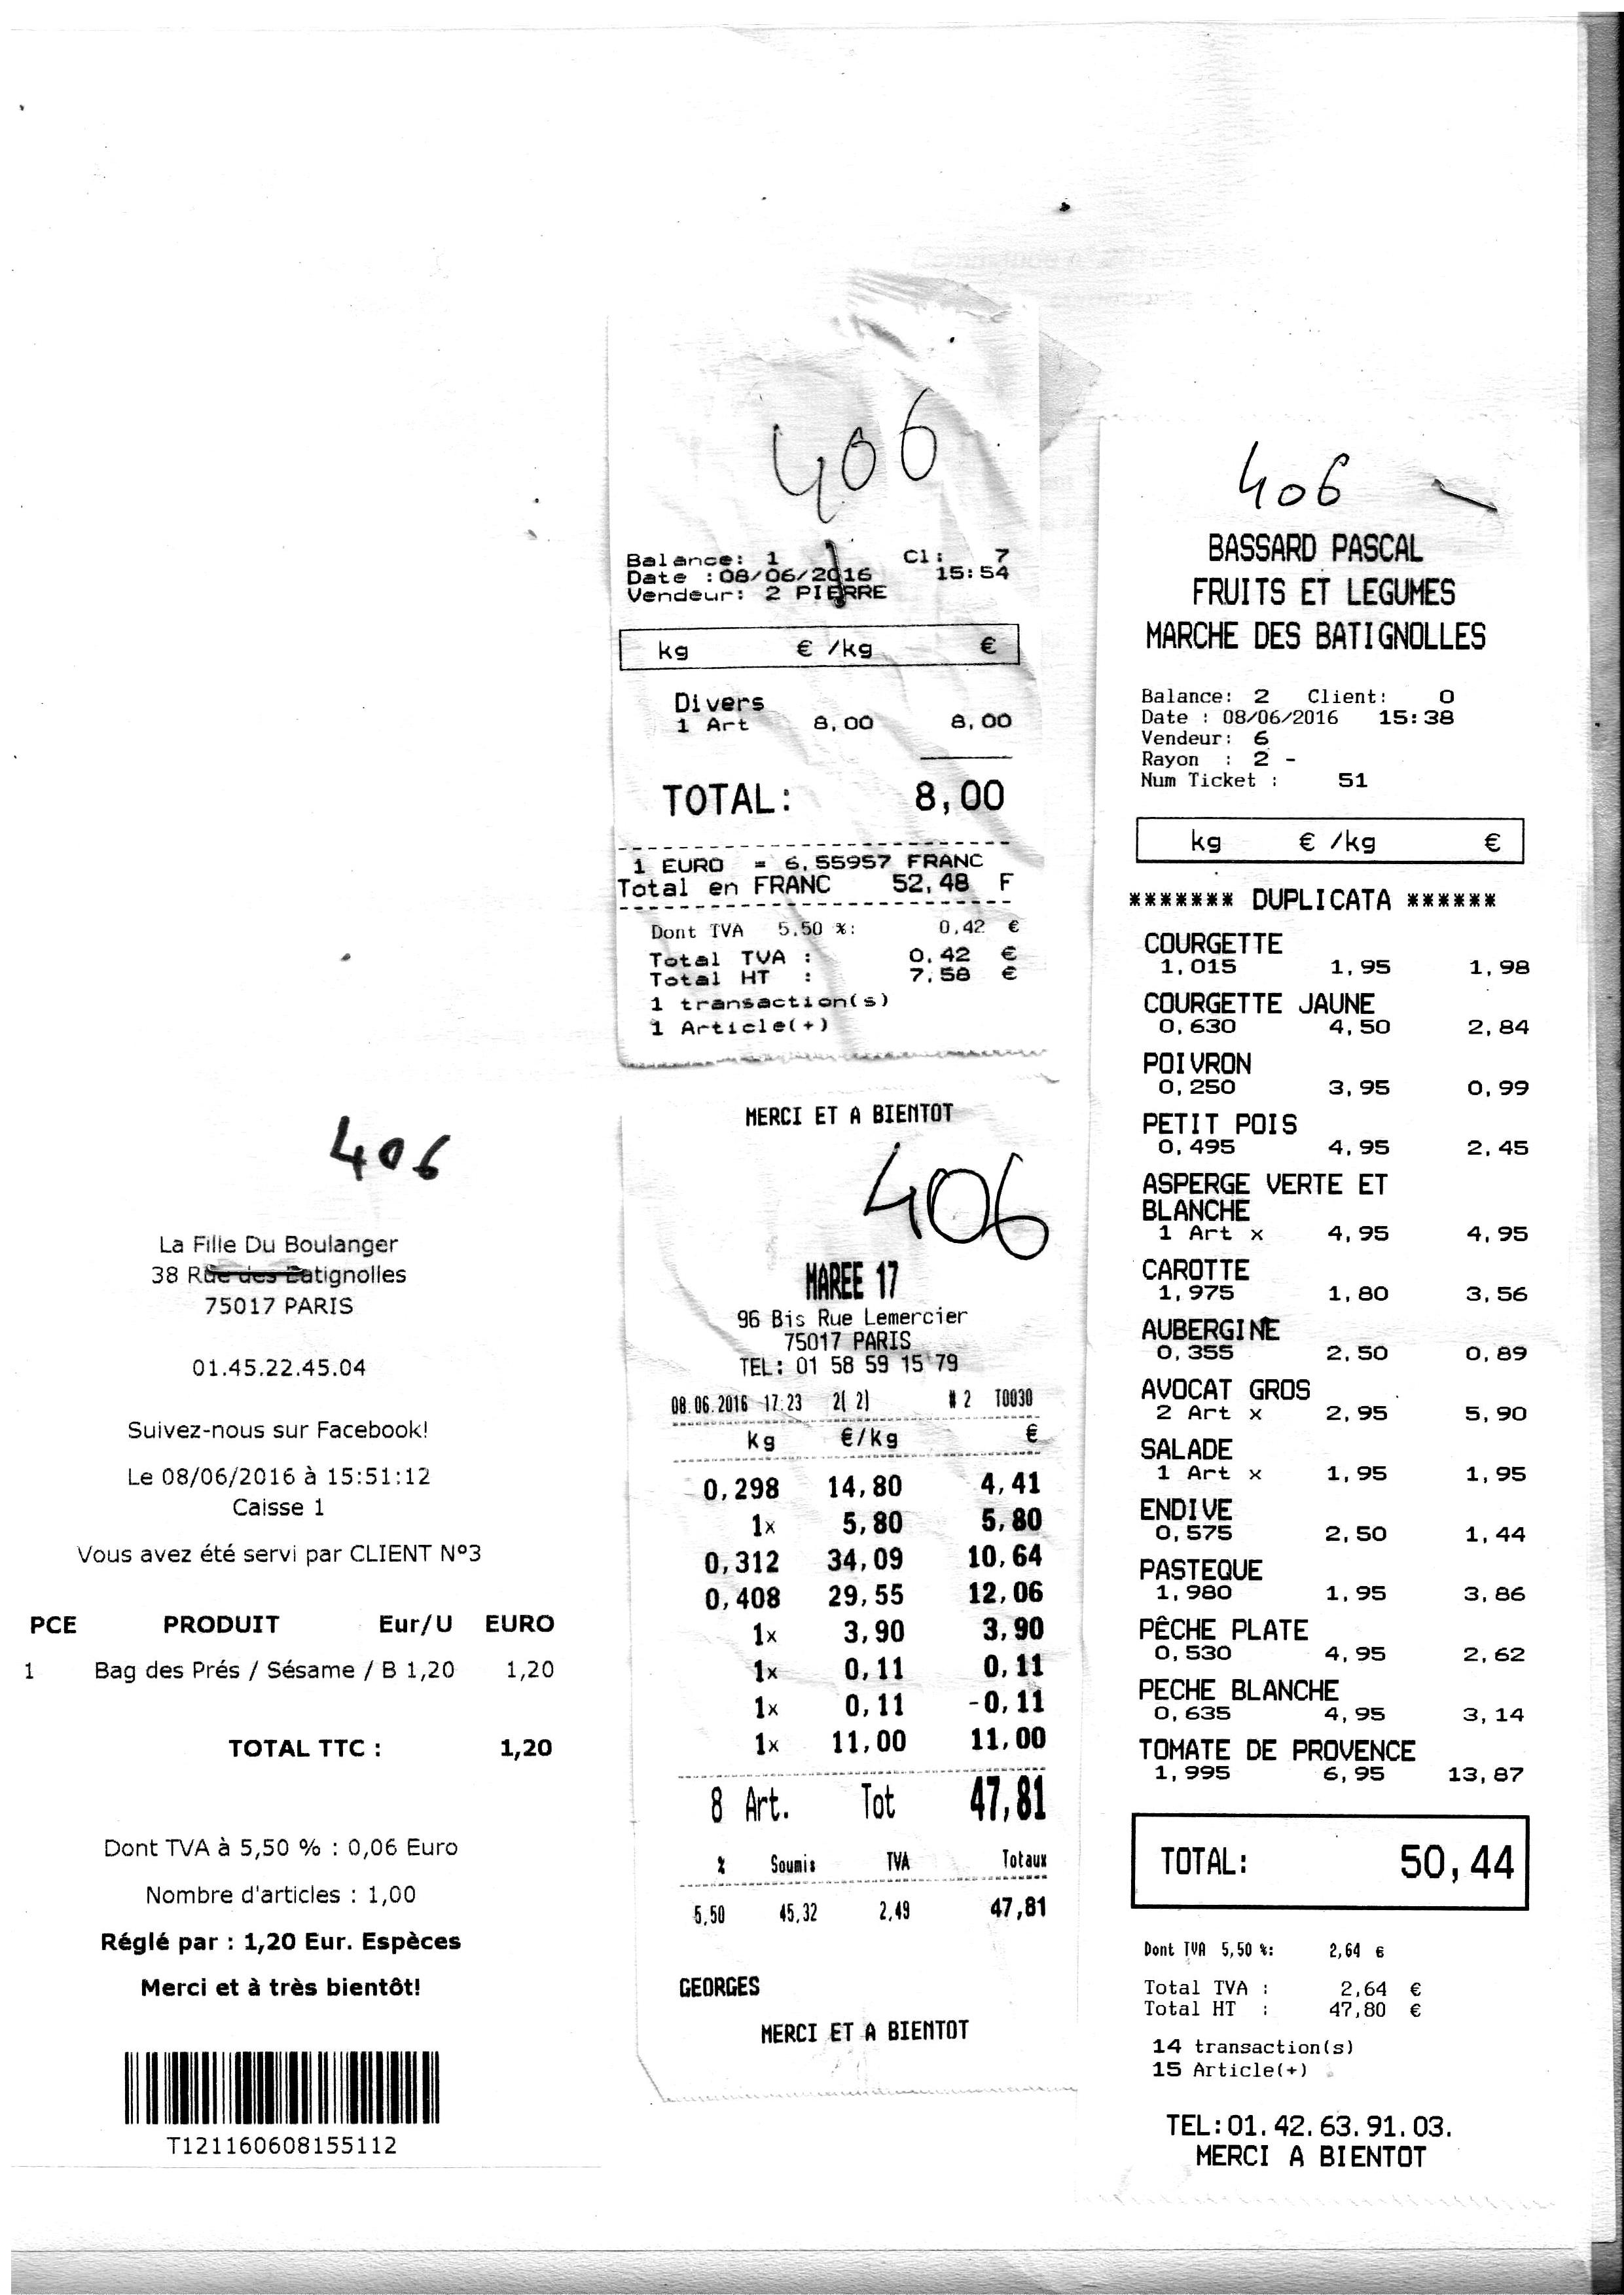 406
Balance: 1 Cl: 7
Date :08/06/2016 15:54
Vendeur: 2 PIERRE
kg € /kg €
Divers
1 Art 8,00 8,00
TOTAL: 8,00
1 EURO = 6,55957 FRANC
Total en FRANC 52,48 F
Dont TVA 5,50 %: 0,42 €
Total TVA : 0,42 €
Total HT : 7,58 €
1 transaction(s)
1 Article(+)
MERCI ET A BIENTOT
406
MAREE 17
96 Bis Rue Lemercier
75017 PARIS
TEL: 01 58 59 15 79
08.06.2016 17:23 2( 2) #2 T0030
kg €/kg €
0,298 14,80 4,41
1x 5,80 5,80
0,312 34,09 10,64
0,408 29,55 12,06
1x 3,90 3,90
1x 0,11 0,11
1x 0,11 -0,11
1x 11,00 11,00
8 Art. Tot 47,81
% Soumis TVA Totaux
5,50 45,32 2,49 47,81
GEORGES
MERCI ET A BIENTOT
406
La Fille Du Boulanger
38 Rue des Batignolles
75017 PARIS
01.45.22.45.04
Suivez-nous sur Facebook!
Le 08/06/2016 à 15:51:12
Caisse 1
Vous avez été servi par CLIENT N°3
PCE PRODUIT Eur/U EURO
1 Bag des Prés / Sésame / B 1,20 1,20
TOTAL TTC : 1,20
Dont TVA à 5,50 % : 0,06 Euro
Nombre d'articles : 1,00
Réglé par : 1,20 Eur. Espèces
Merci et à très bientôt!
T121160608155112
406
BASSARD PASCAL
FRUITS ET LEGUMES
MARCHE DES BATIGNOLLES
Balance: 2 Client: 0
Date : 08/06/2016 15:38
Vendeur: 6
Rayon : 2 -
Num Ticket : 51
kg € /kg €
******* DUPLICATA ******
COURGETTE
1,015 1,95 1,98
COURGETTE JAUNE
0,630 4,50 2,84
POIVRON
0,250 3,95 0,99
PETIT POIS
0,495 4,95 2,45
ASPERGE VERTE ET
BLANCHE
1 Art x 4,95 4,95
CAROTTE
1,975 1,80 3,56
AUBERGINE
0,355 2,50 0,89
AVOCAT GROS
2 Art x 2,95 5,90
SALADE
1 Art x 1,95 1,95
ENDIVE
0,575 2,50 1,44
PASTEQUE
1,980 1,95 3,86
PÊCHE PLATE
0,530 4,95 2,62
PECHE BLANCHE
0,635 4,95 3,14
TOMATE DE PROVENCE
1,995 6,95 13,87
TOTAL: 50,44
Dont TVA 5,50 %: 2,64 €
Total TVA : 2,64 €
Total HT : 47,80 €
14 transaction(s)
15 Article(+)
TEL:01.42.63.91.03.
MERCI A BIENTOT